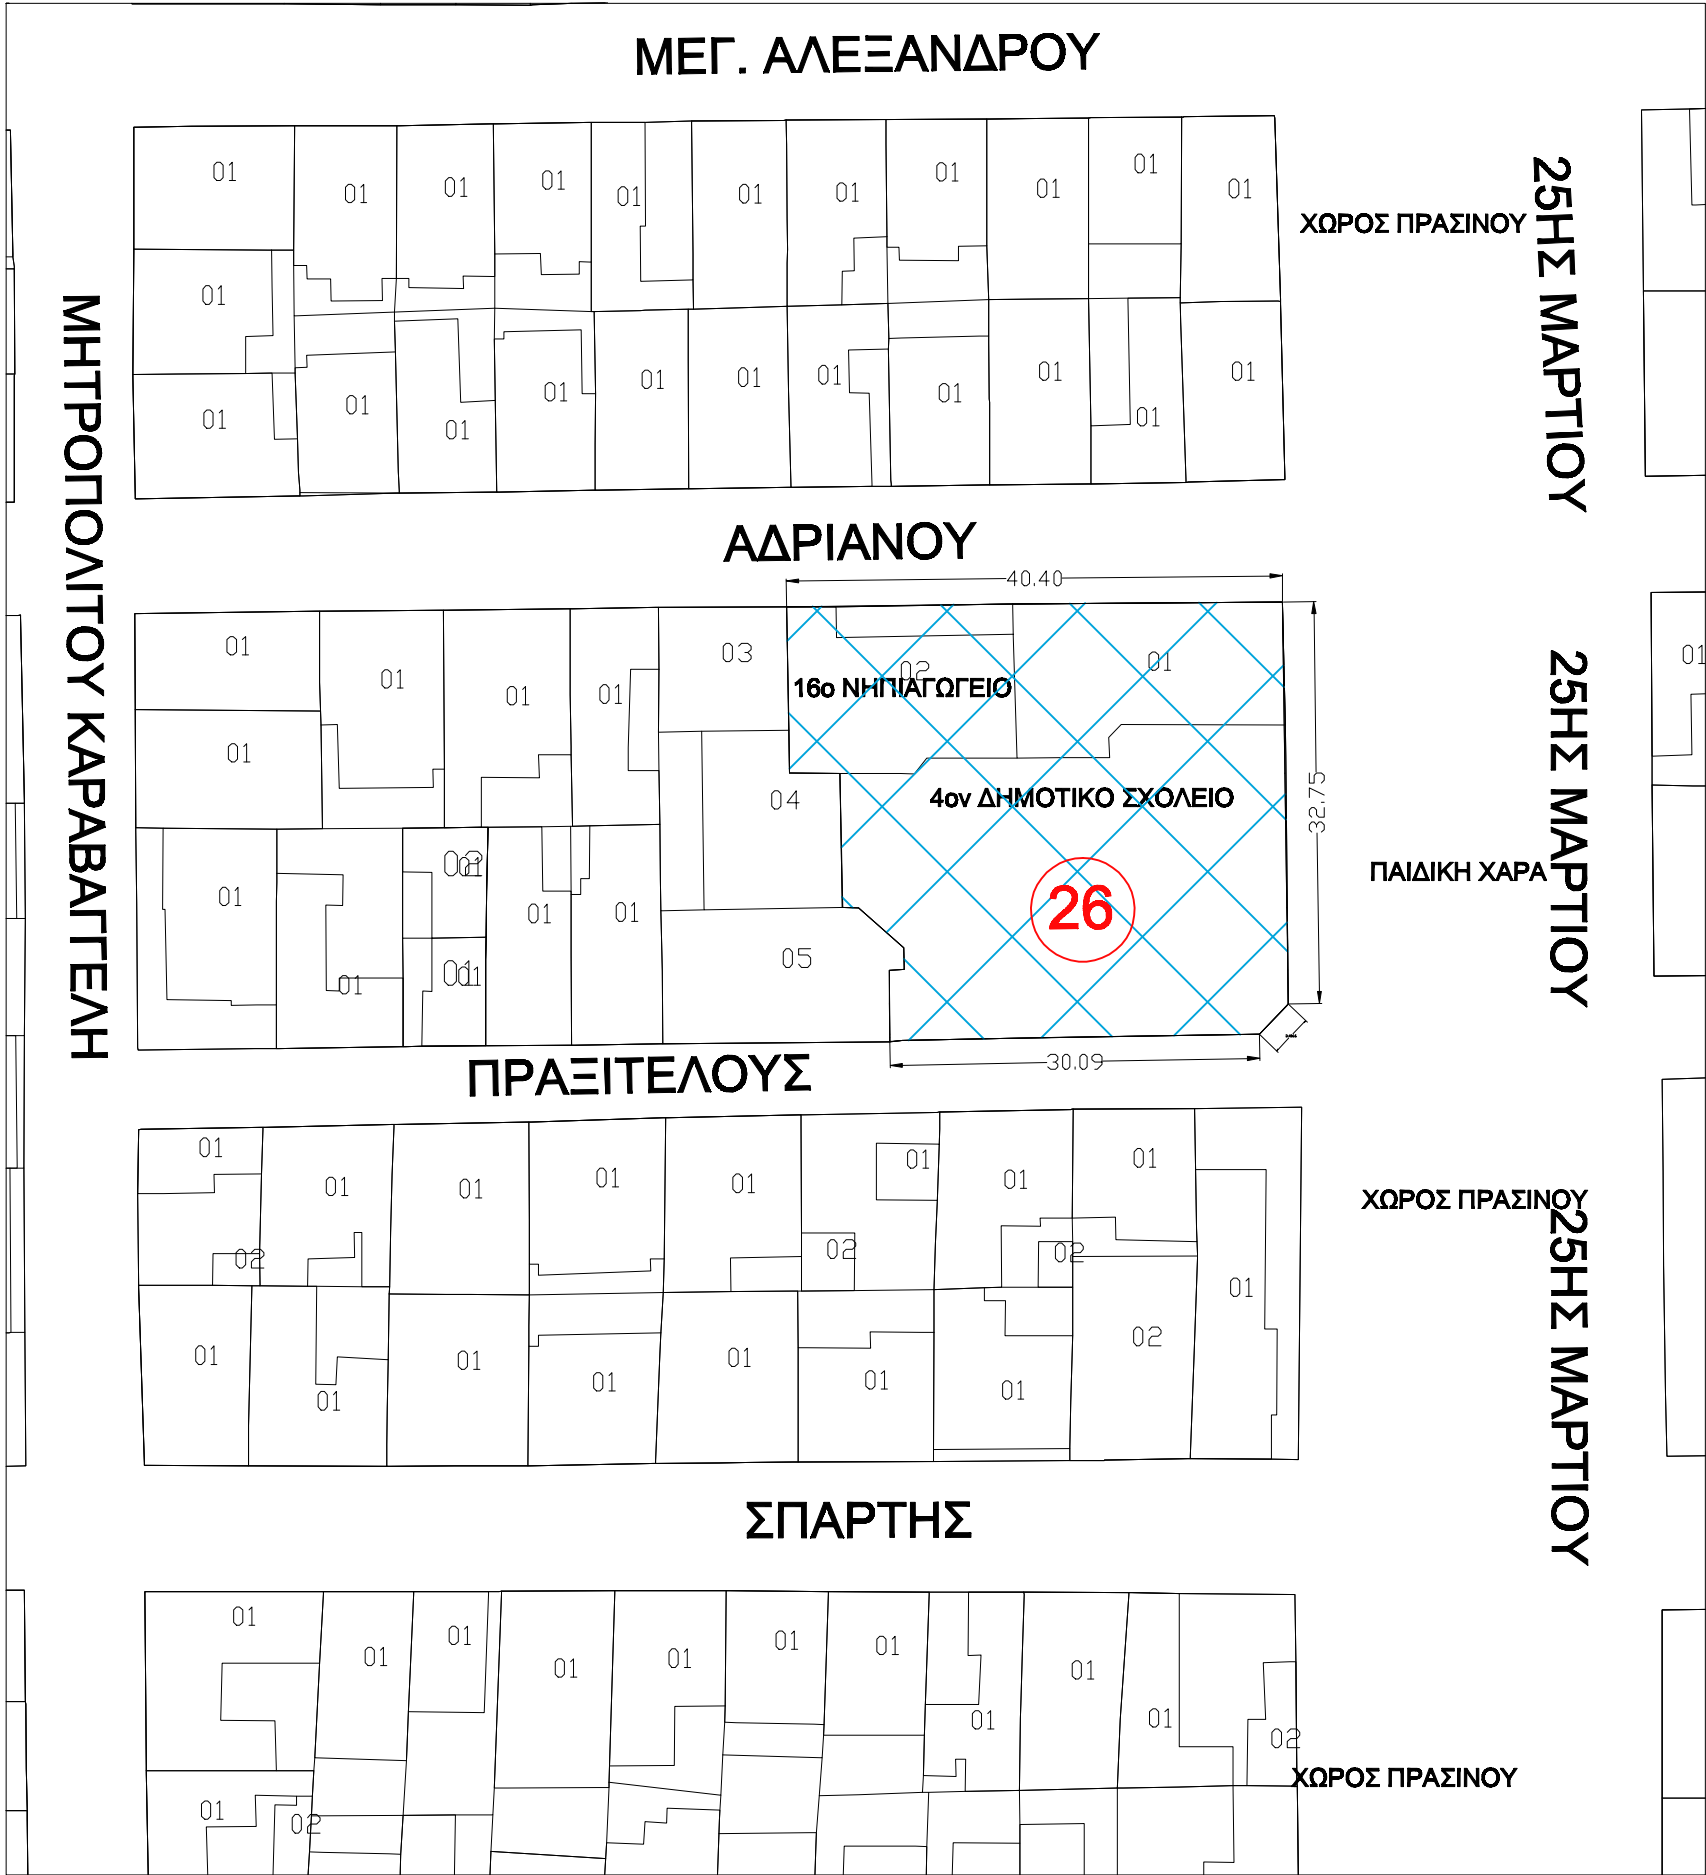 ΜΕΓ. ΑΛΕΞΑΝΔΡΟΥ
01 01 01 01 01 01 01 01 01 01 01
ΧΩΡΟΣ ΠΡΑΣΙΝΟΥ
25ΗΣ ΜΑΡΤΙΟΥ
01
01 01 01 01 01 01 01 01 01 01 01
ΜΗΤΡΟΠΟΛΙΤΟΥ ΚΑΡΑΒΑΓΓΕΛΗ
ΑΔΡΙΑΝΟΥ
40.40
01 01 01 01 03 02 01
16ο ΝΗΠΙΑΓΩΓΕΙΟ
25ΗΣ ΜΑΡΤΙΟΥ
01
01 04
4ον ΔΗΜΟΤΙΚΟ ΣΧΟΛΕΙΟ
32.75
ΠΑΙΔΙΚΗ ΧΑΡΑ
01 02 01 01 01
26
01 01 01 05
30.09
ΠΡΑΞΙΤΕΛΟΥΣ
01 01 01 01 01 01 01 01
ΧΩΡΟΣ ΠΡΑΣΙΝΟΥ
25ΗΣ ΜΑΡΤΙΟΥ
02 02 02 01
01 01 01 01 01 01 01 02
ΣΠΑΡΤΗΣ
01 01 01 01 01 01 01 01 01 01 02
ΧΩΡΟΣ ΠΡΑΣΙΝΟΥ
01 02